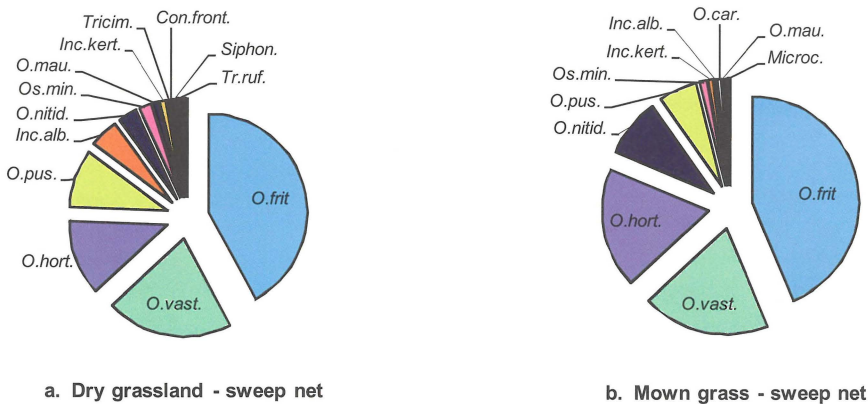 Tricim.
Con.front.
Inc.kert.
Siphon.
O.mau.
Tr.ruf.
Os.min.
O.nitid.
Inc.alb.
O.pus.
O.frit
O.hort.
O.vast.
a. Dry grassland - sweep net
O.car.
Inc.alb.
O.mau.
Inc.kert.
Microc.
Os.min.
O.pus.
O.nitid.
O.frit
O.hort.
O.vast.
b. Mown grass - sweep net